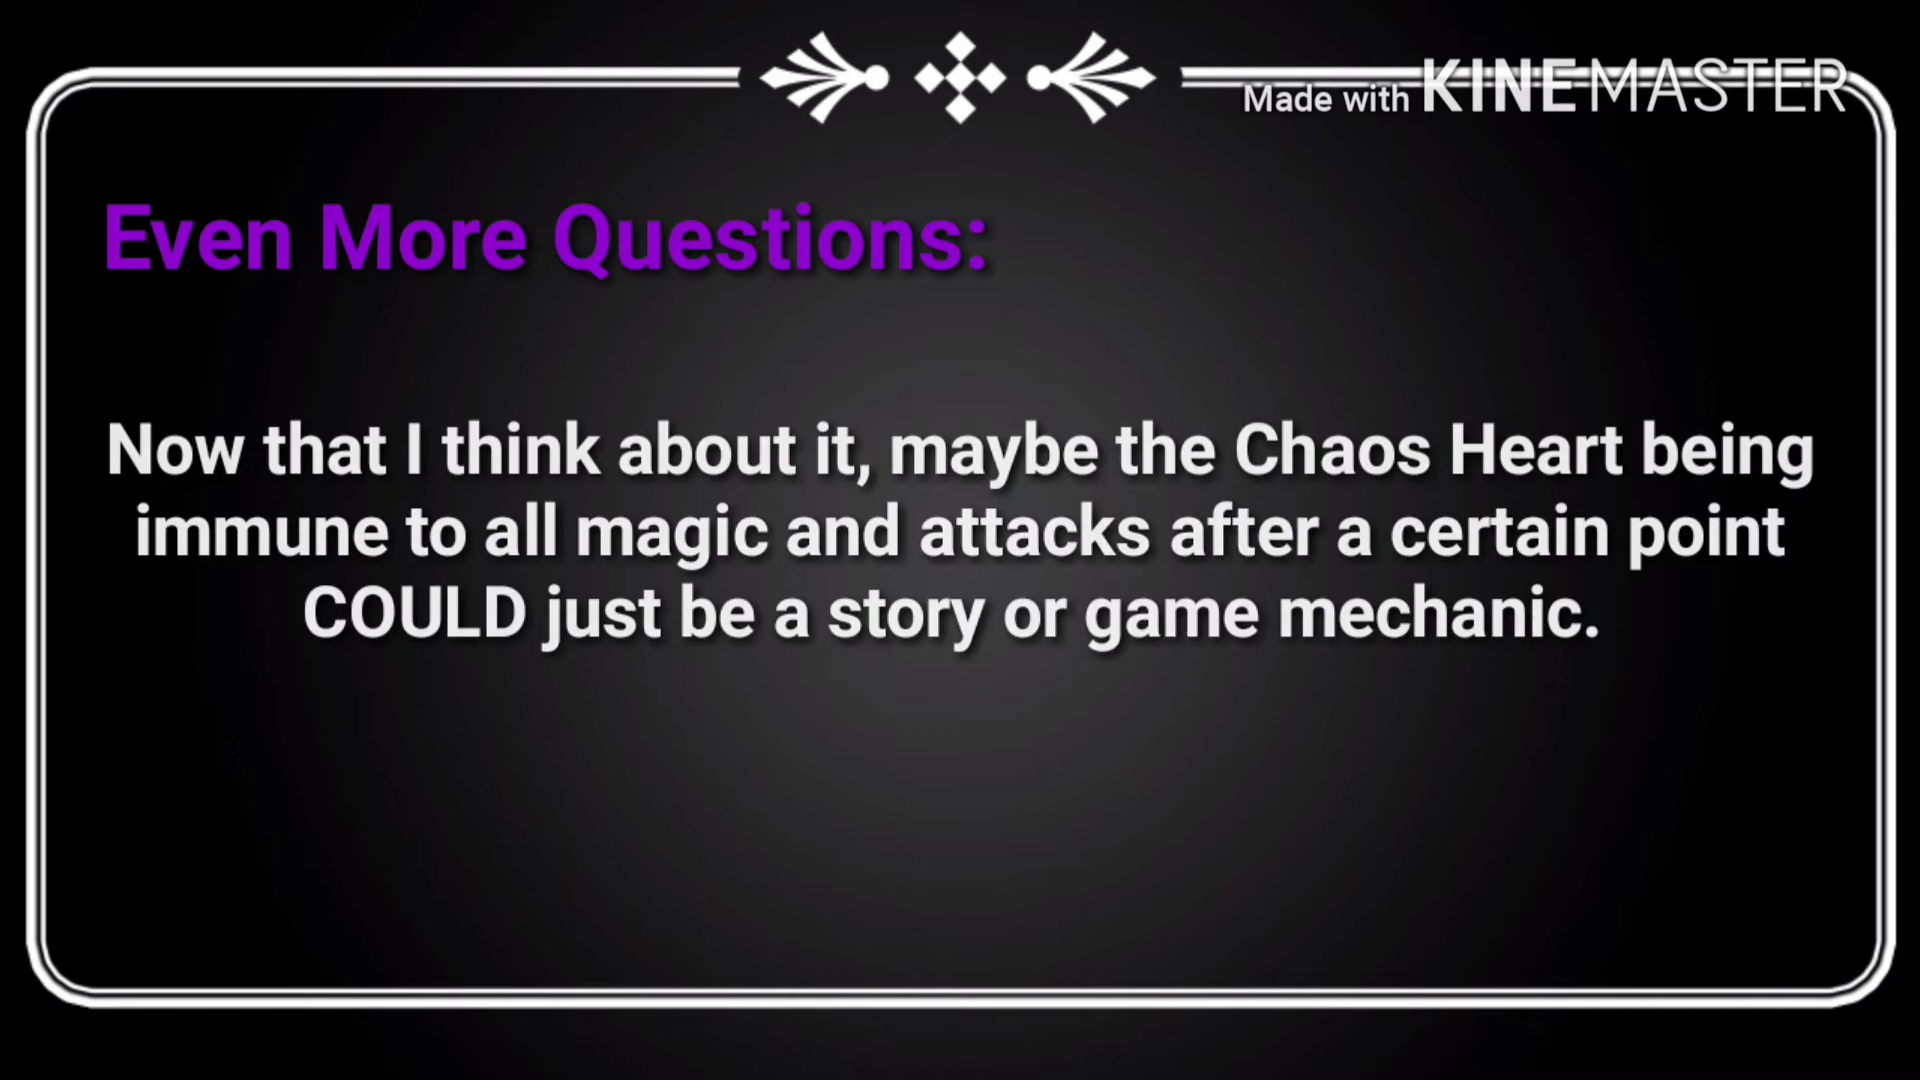 Made with KINEMASTER
Even More Questions:
Now that I think about it, maybe the Chaos Heart being
immune to all magic and attacks after a certain point
COULD just be a story or game mechanic.